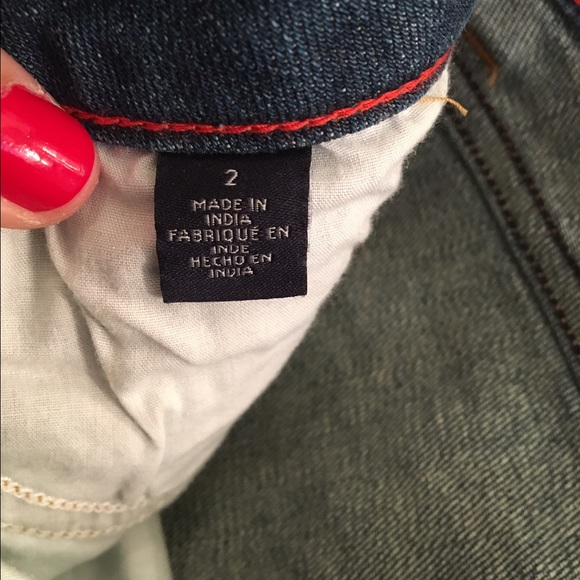 2
MADE IN
INDIA
FABRIQUÉ EN
INDE
HECHO EN
INDIA